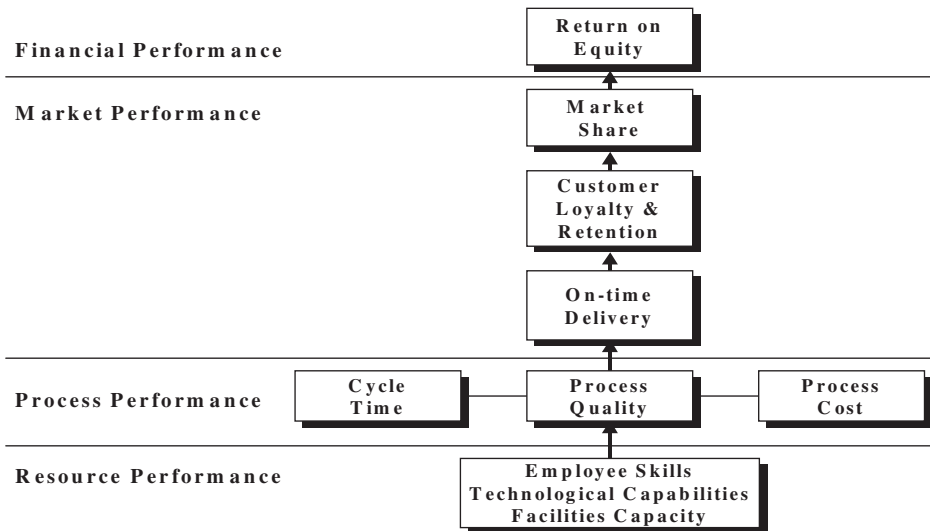 Return on
Equity
Financial Performance
Market Performance
Market
Share
Customer
Loyalty &
Retention
On-time
Delivery
Process Performance
Cycle
Time
Process
Quality
Process
Cost
Resource Performance
Employee Skills
Technological Capabilities
Facilities Capacity